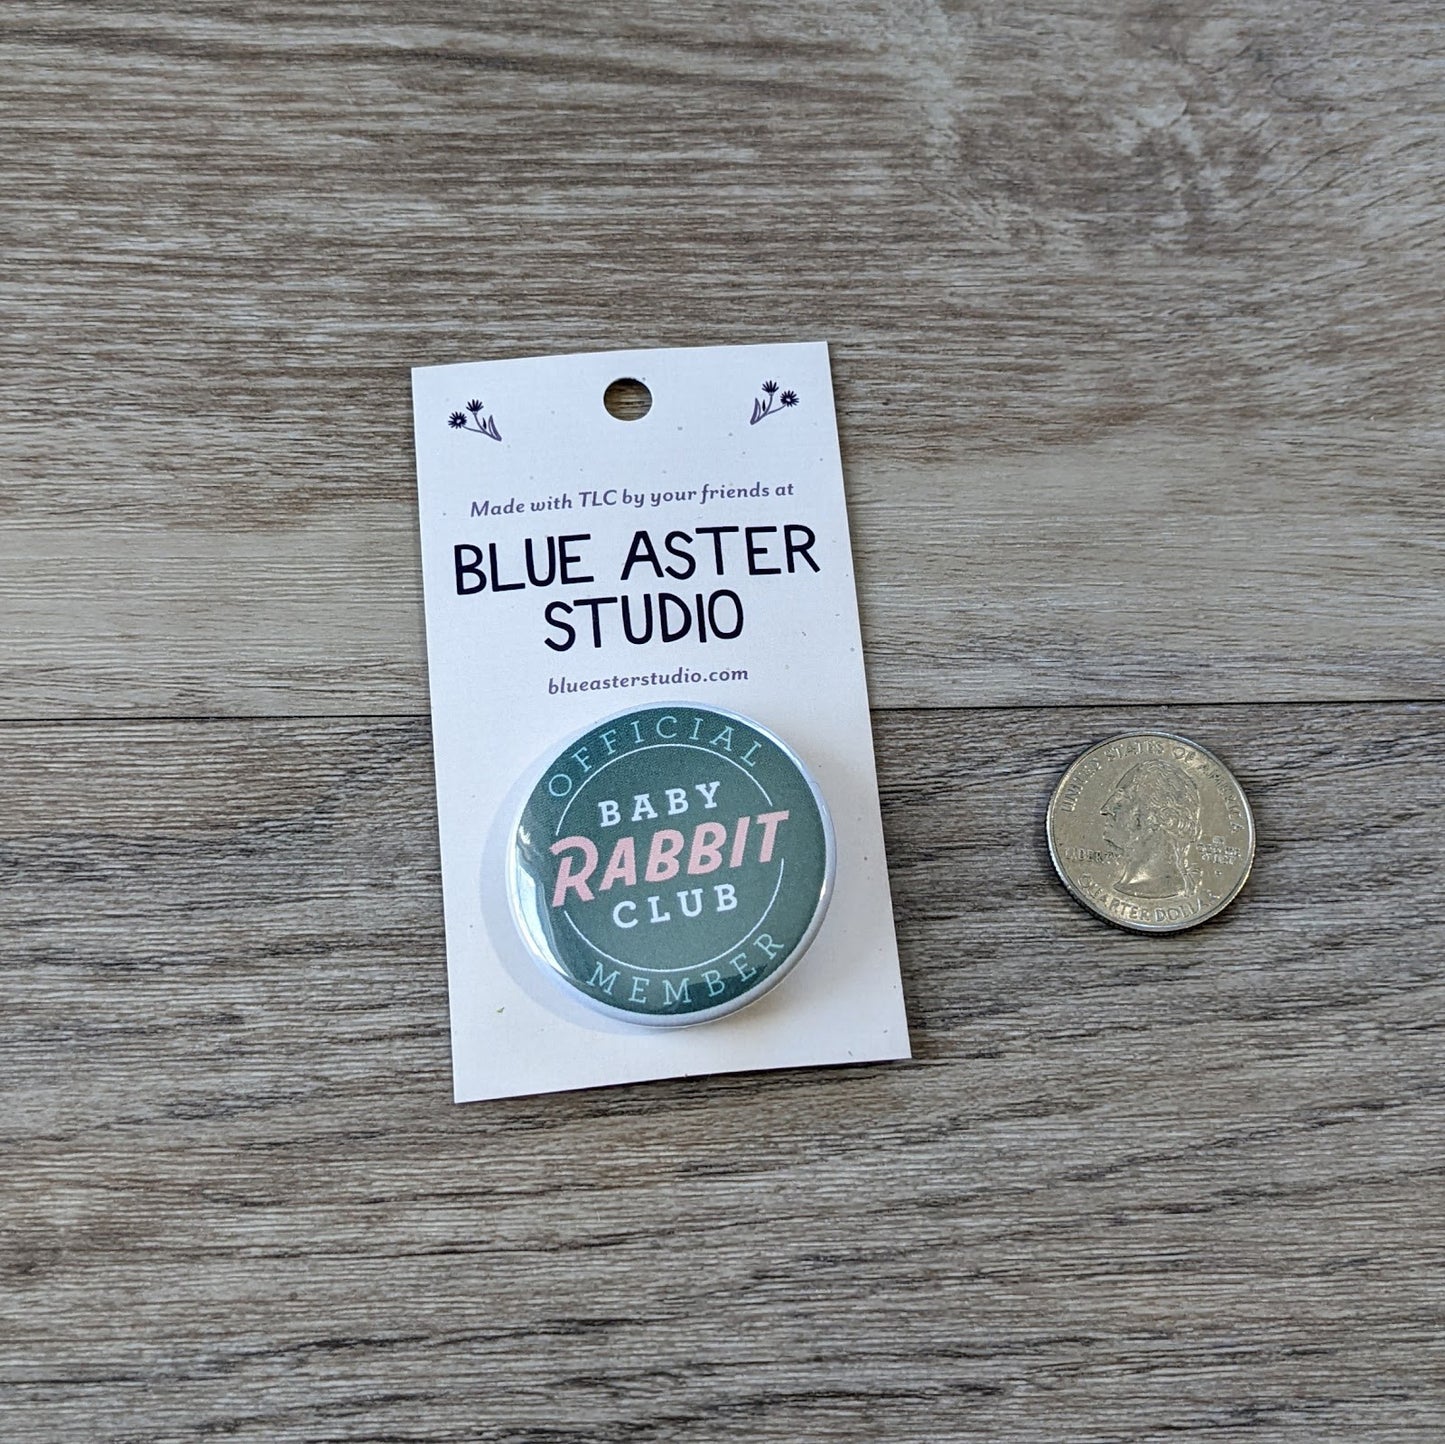 Made with TLC by your friends at
BLUE ASTER
STUDIO
blueasterstudio.com
OFFICIAL
BABY
RABBIT
CLUB
MEMBER
UNITED STATES OF AMERICA
LIBERTY
QUARTER DOLLAR